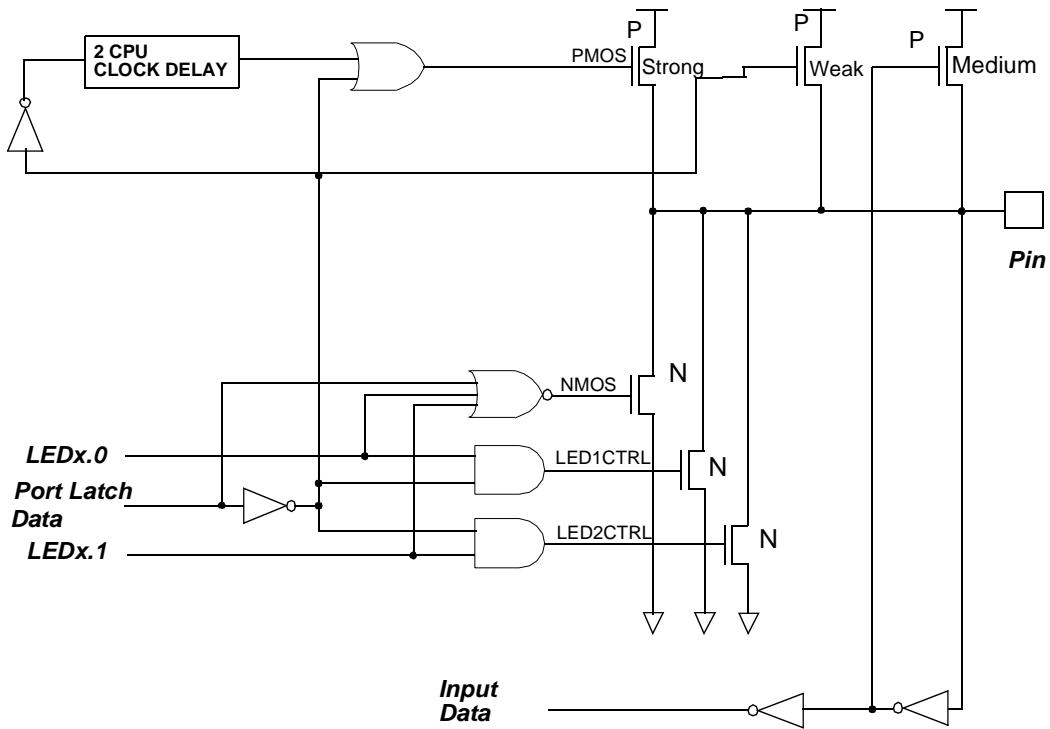 P
P
P
2 CPU
CLOCK DELAY
PMOS
Strong
Weak
Medium
Pin
N
NMOS
LEDx.0
LED1CTRL
N
Port Latch
Data
LED2CTRL
N
LEDx.1
Input
Data